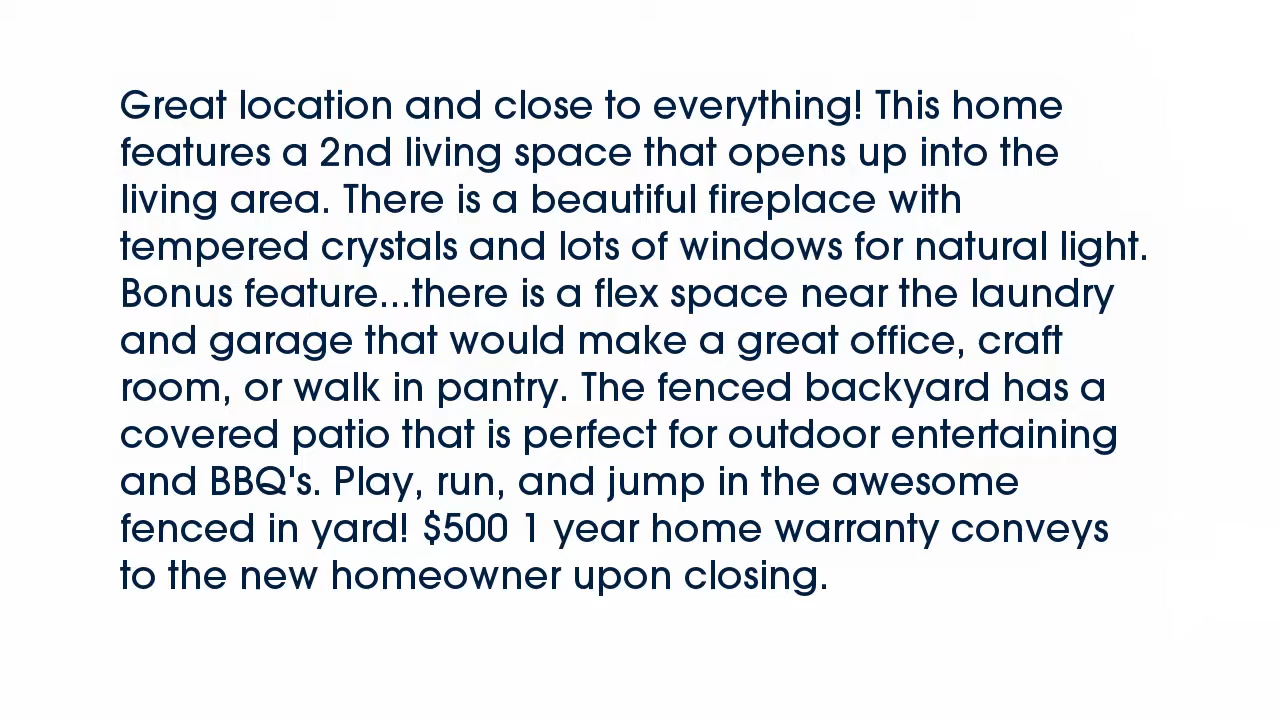 Great location and close to everything! This home
features a 2nd living space that opens up into the
living area. There is a beautiful fireplace with
tempered crystals and lots of windows for natural light.
Bonus feature...there is a flex space near the laundry
and garage that would make a great office, craft
room, or walk in pantry. The fenced backyard has a
covered patio that is perfect for outdoor entertaining
and BBQ's. Play, run, and jump in the awesome
fenced in yard! $500 1 year home warranty conveys
to the new homeowner upon closing.